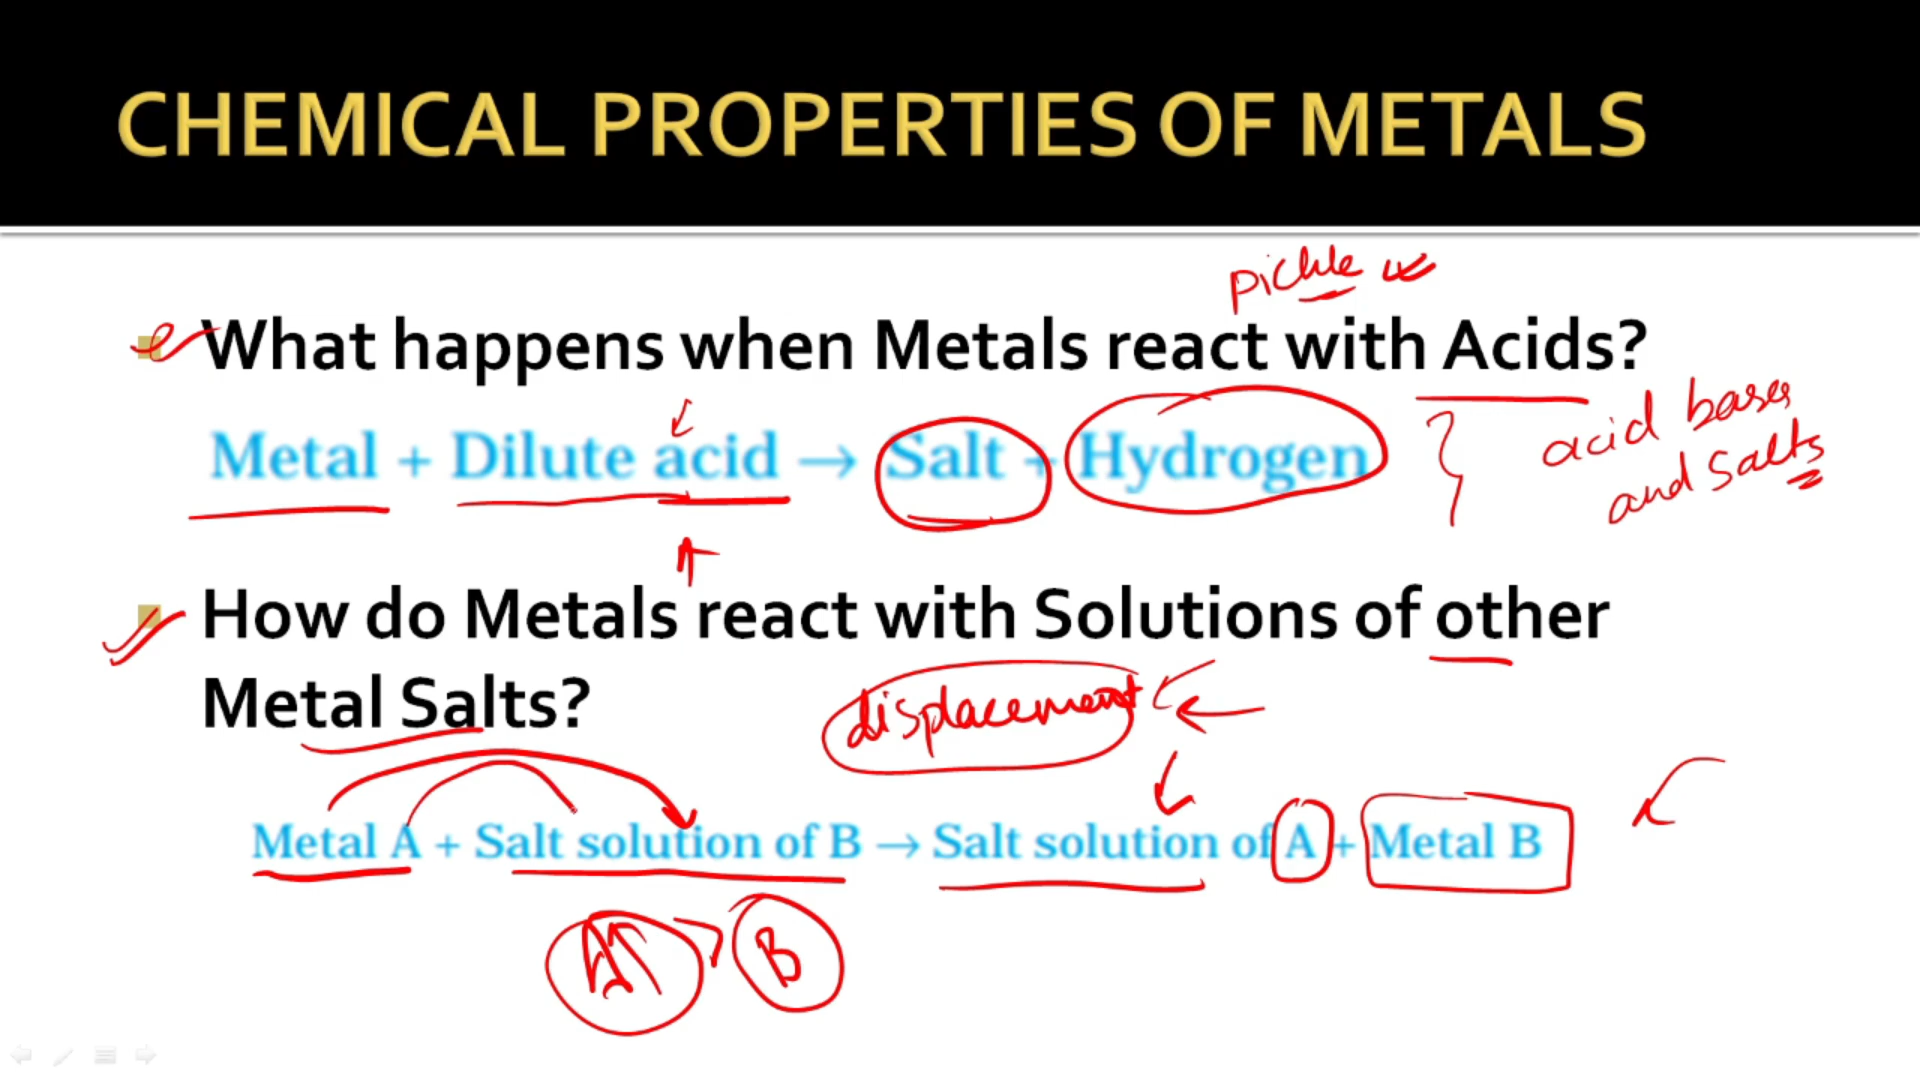 CHEMICAL PROPERTIES OF METALS
pickle
What happens when Metals react with Acids?
Metal + Dilute acid → Salt + Hydrogen
acid bases
and salts
How do Metals react with Solutions of other
Metal Salts?
displacement
Metal A + Salt solution of B → Salt solution of A + Metal B
A↑ > B